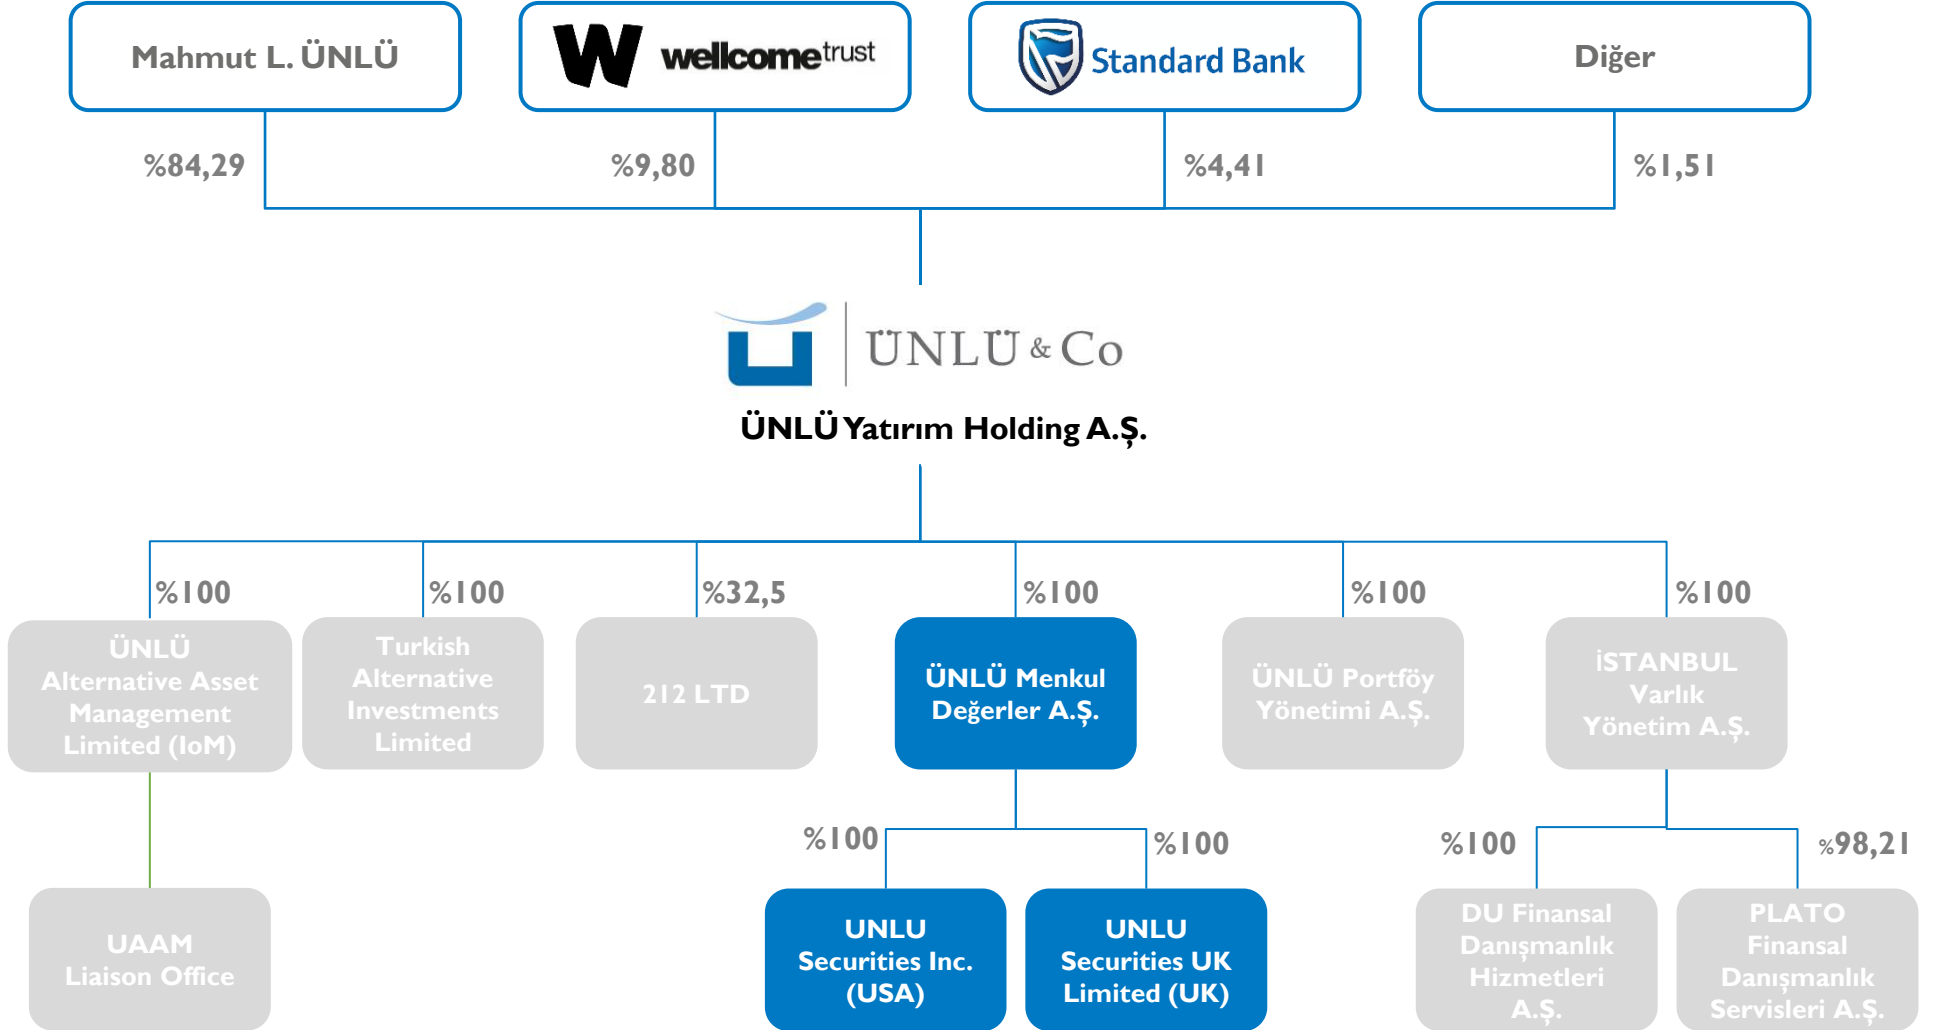 Mahmut L. ÜNLÜ
W wellcometrust
Standard Bank
Diğer
%84,29
%9,80
%4,41
%1,51
ÜNLÜ & Co
ÜNLÜ Yatırım Holding A.Ş.
%100
%100
%32,5
%100
%100
%100
ÜNLÜ
Alternative Asset
Management
Limited (IoM)
Turkish
Alternative
Investments
Limited
212 LTD
ÜNLÜ Menkul
Değerler A.Ş.
ÜNLÜ Portföy
Yönetimi A.Ş.
İSTANBUL
Varlık
Yönetim A.Ş.
%100
%100
%100
%98,21
UAAM
Liaison Office
UNLU
Securities Inc.
(USA)
UNLU
Securities UK
Limited (UK)
DU Finansal
Danışmanlık
Hizmetleri
A.Ş.
PLATO
Finansal
Danışmanlık
Servisleri A.Ş.